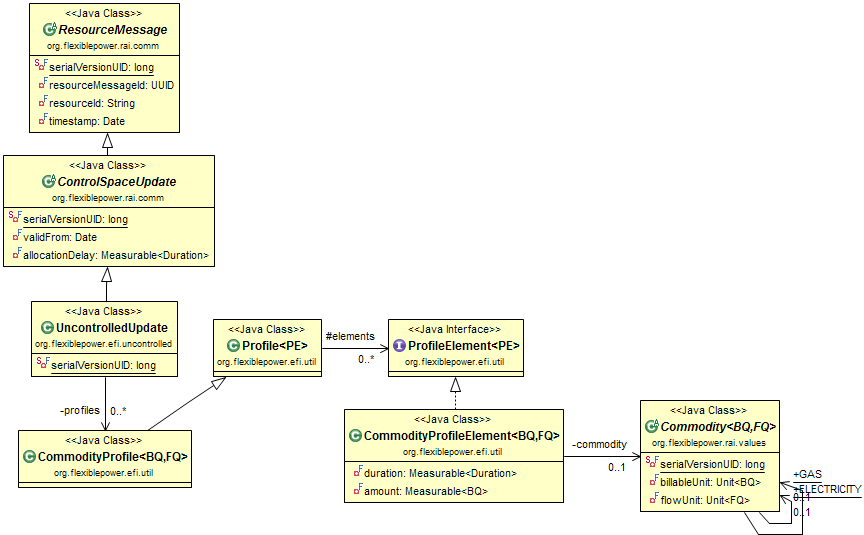 <<Java Class>>
ResourceMessage
org.flexiblepower.rai.comm
serialVersionUID: long
resourceMessageId: UUID
resourceId: String
timestamp: Date
<<Java Class>>
ControlSpaceUpdate
org.flexiblepower.rai.comm
serialVersionUID: long
validFrom: Date
allocationDelay: Measurable<Duration>
<<Java Class>>
UncontrolledUpdate
org.flexiblepower.efi.uncontrolled
serialVersionUID: long
-profiles
0..*
<<Java Class>>
CommodityProfile<BQ,FQ>
org.flexiblepower.efi.util
<<Java Class>>
Profile<PE>
org.flexiblepower.efi.util
#elements
0..*
<<Java Interface>>
ProfileElement<PE>
org.flexiblepower.efi.util
<<Java Class>>
CommodityProfileElement<BQ,FQ>
org.flexiblepower.efi.util
duration: Measurable<Duration>
amount: Measurable<BQ>
-commodity
0..1
<<Java Class>>
Commodity<BQ,FQ>
org.flexiblepower.rai.values
serialVersionUID: long
billableUnit: Unit<BQ>
flowUnit: Unit<FQ>
+GAS
+ELECTRICITY
0..1
0..1